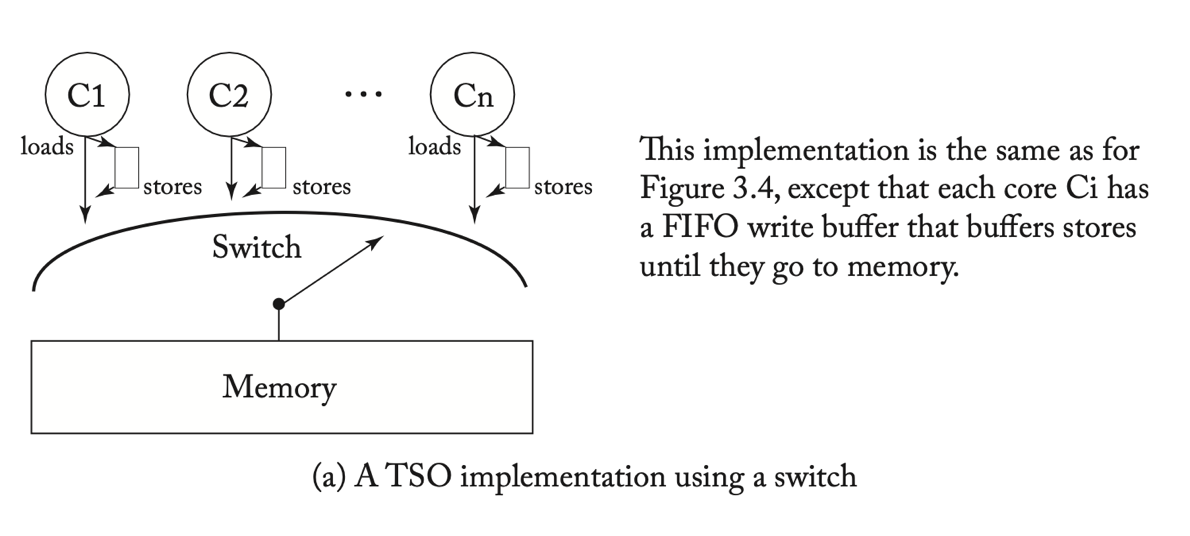 C1 C2 ... Cn
loads loads
stores stores stores
This implementation is the same as for
Figure 3.4, except that each core Ci has
a FIFO write buffer that buffers stores
until they go to memory.
Switch
Memory
(a) A TSO implementation using a switch